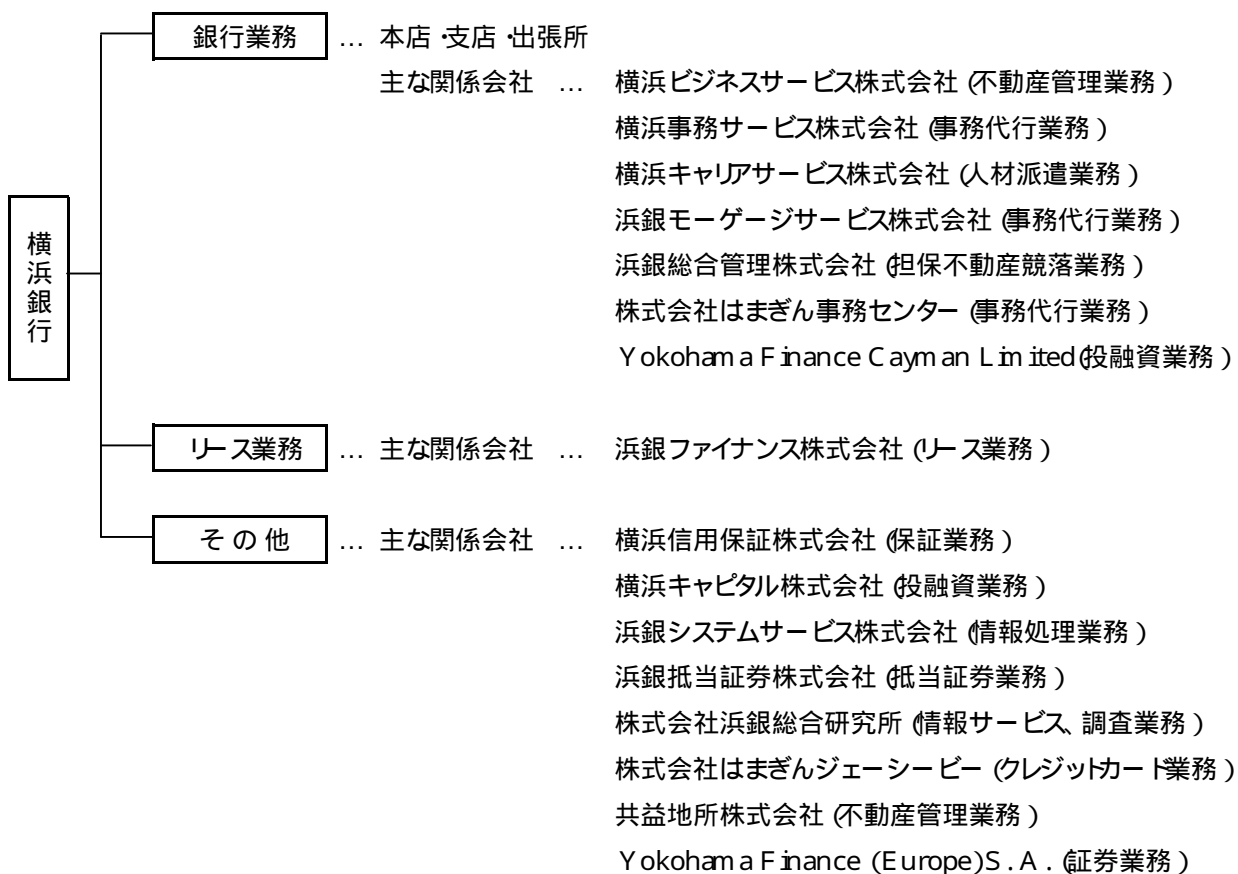 銀行業務 … 本店・支店・出張所
主な関係会社 … 横浜ビジネスサービス株式会社(不動産管理業務)
横浜事務サービス株式会社(事務代行業務)
横浜キャリアサービス株式会社(人材派遣業務)
浜銀モーゲージサービス株式会社(事務代行業務)
浜銀総合管理株式会社(担保不動産競落業務)
株式会社はまぎん事務センター(事務代行業務)
Yokohama Finance Cayman Limited(投融資業務)
横浜銀行
リース業務 … 主な関係会社 … 浜銀ファイナンス株式会社(リース業務)
その他 … 主な関係会社 … 横浜信用保証株式会社(保証業務)
横浜キャピタル株式会社(投融資業務)
浜銀システムサービス株式会社(情報処理業務)
浜銀抵当証券株式会社(抵当証券業務)
株式会社浜銀総合研究所(情報サービス、調査業務)
株式会社はまぎんジェーシービー(クレジットカード業務)
共益地所株式会社(不動産管理業務)
Yokohama Finance (Europe) S.A.(証券業務)